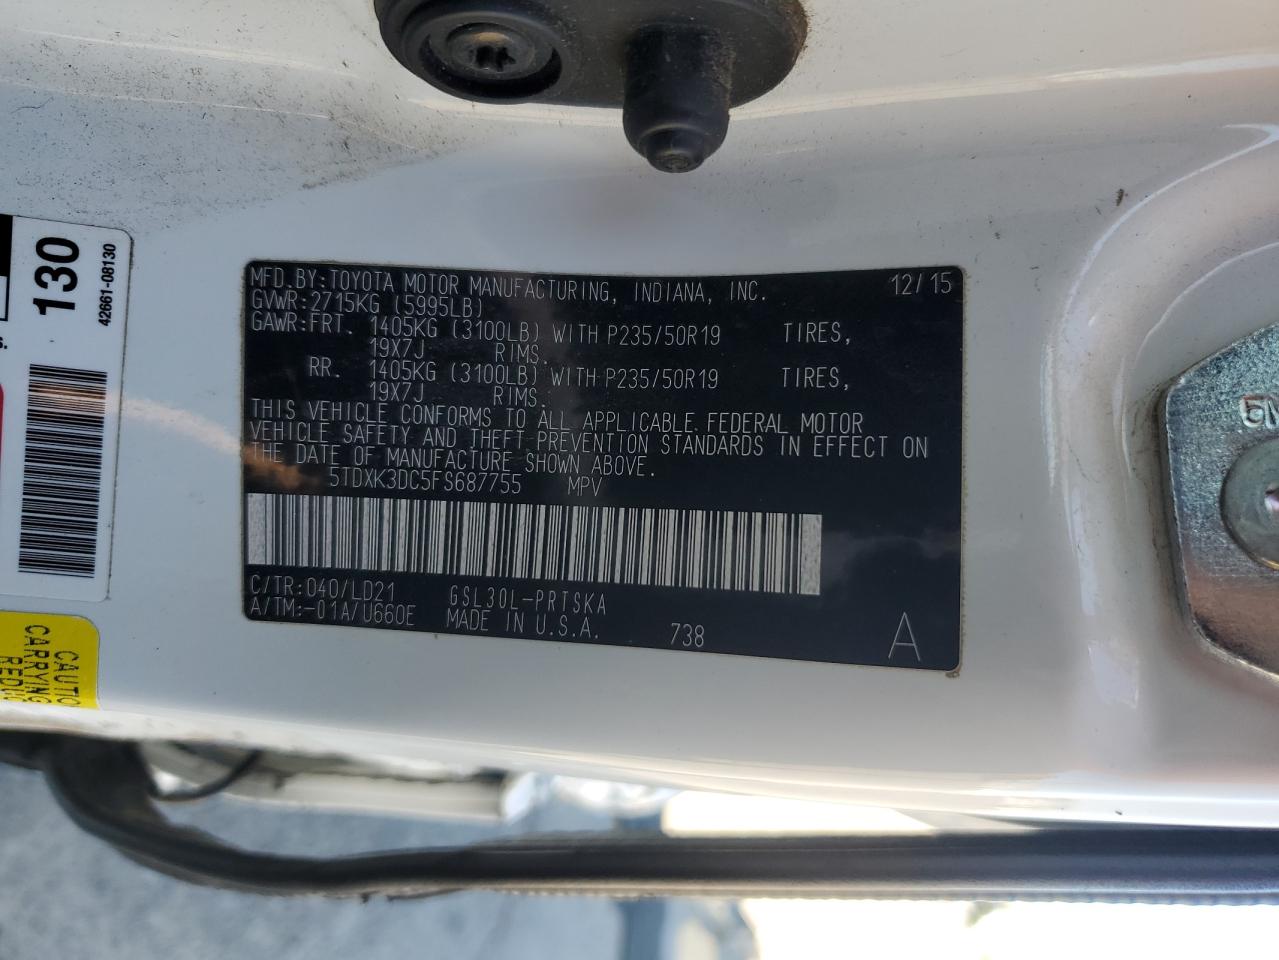 MFD.BY:TOYOTA MOTOR MANUFACTURING, INDIANA, INC. 12/15
GVWR:2715KG (5995LB)
GAWR:FRT. 1405KG (3100LB) WITH P235/50R19 TIRES,
19X7J RIMS.
RR. 1405KG (3100LB) WITH P235/50R19 TIRES,
19X7J RIMS.
THIS VEHICLE CONFORMS TO ALL APPLICABLE FEDERAL MOTOR
VEHICLE SAFETY AND THEFT PREVENTION STANDARDS IN EFFECT ON
THE DATE OF MANUFACTURE SHOWN ABOVE.
5TDXK3DC5FS687755 MPV
C/TR:040/LD21 GSL30L-PRTSKA
A/TM:-01A/U660E MADE IN U.S.A. 738 A
130
42661-08130
CAUTIO
CARRYING